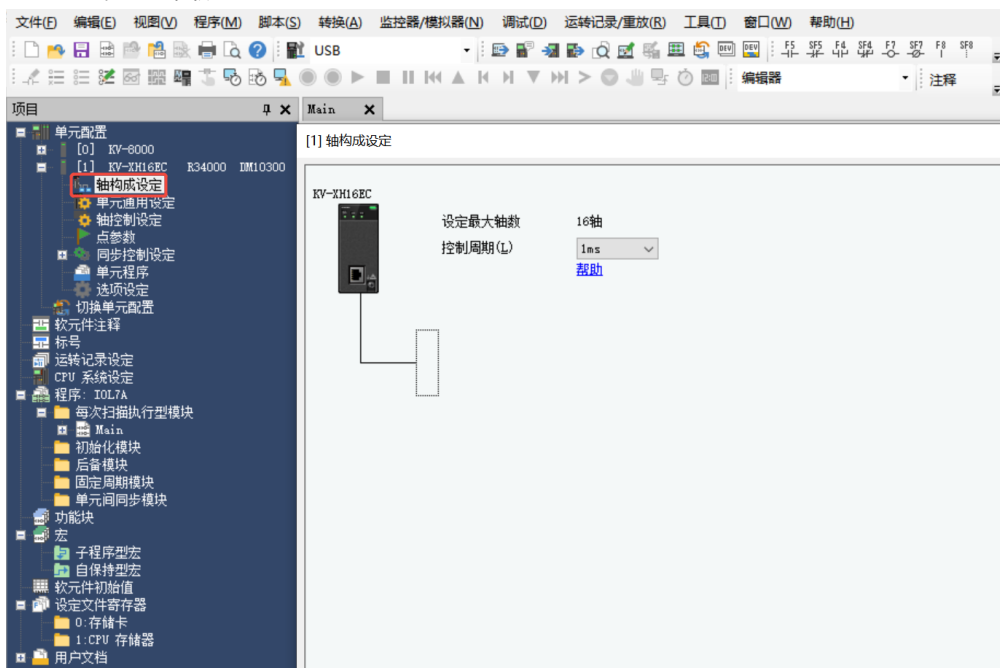 文件(F) 编辑(E) 视图(V) 程序(M) 脚本(S) 转换(A) 监控器/模拟器(N) 调试(D) 运转记录/重放(R) 工具(T) 窗口(W) 帮助(H)
USB
F5 SF5 F4 SF4 F7 SF7 F8 SF8
编辑器 注释
项目
Main
单元配置
[0] KV-8000
[1] KV-XH16EC R34000 DM10300
轴构成设定
单元通用设定
轴控制设定
点参数
同步控制设定
单元程序
选项设定
切换单元配置
软元件注释
标号
运转记录设定
CPU 系统设定
程序: IOL7A
每次扫描执行型模块
Main
初始化模块
后备模块
固定周期模块
单元间同步模块
功能块
宏
子程序型宏
自保持型宏
软元件初始值
设定文件寄存器
0:存储卡
1:CPU 存储器
用户文档
[1] 轴构成设定
KV-XH16EC
设定最大轴数 16轴
控制周期(L) 1ms
帮助